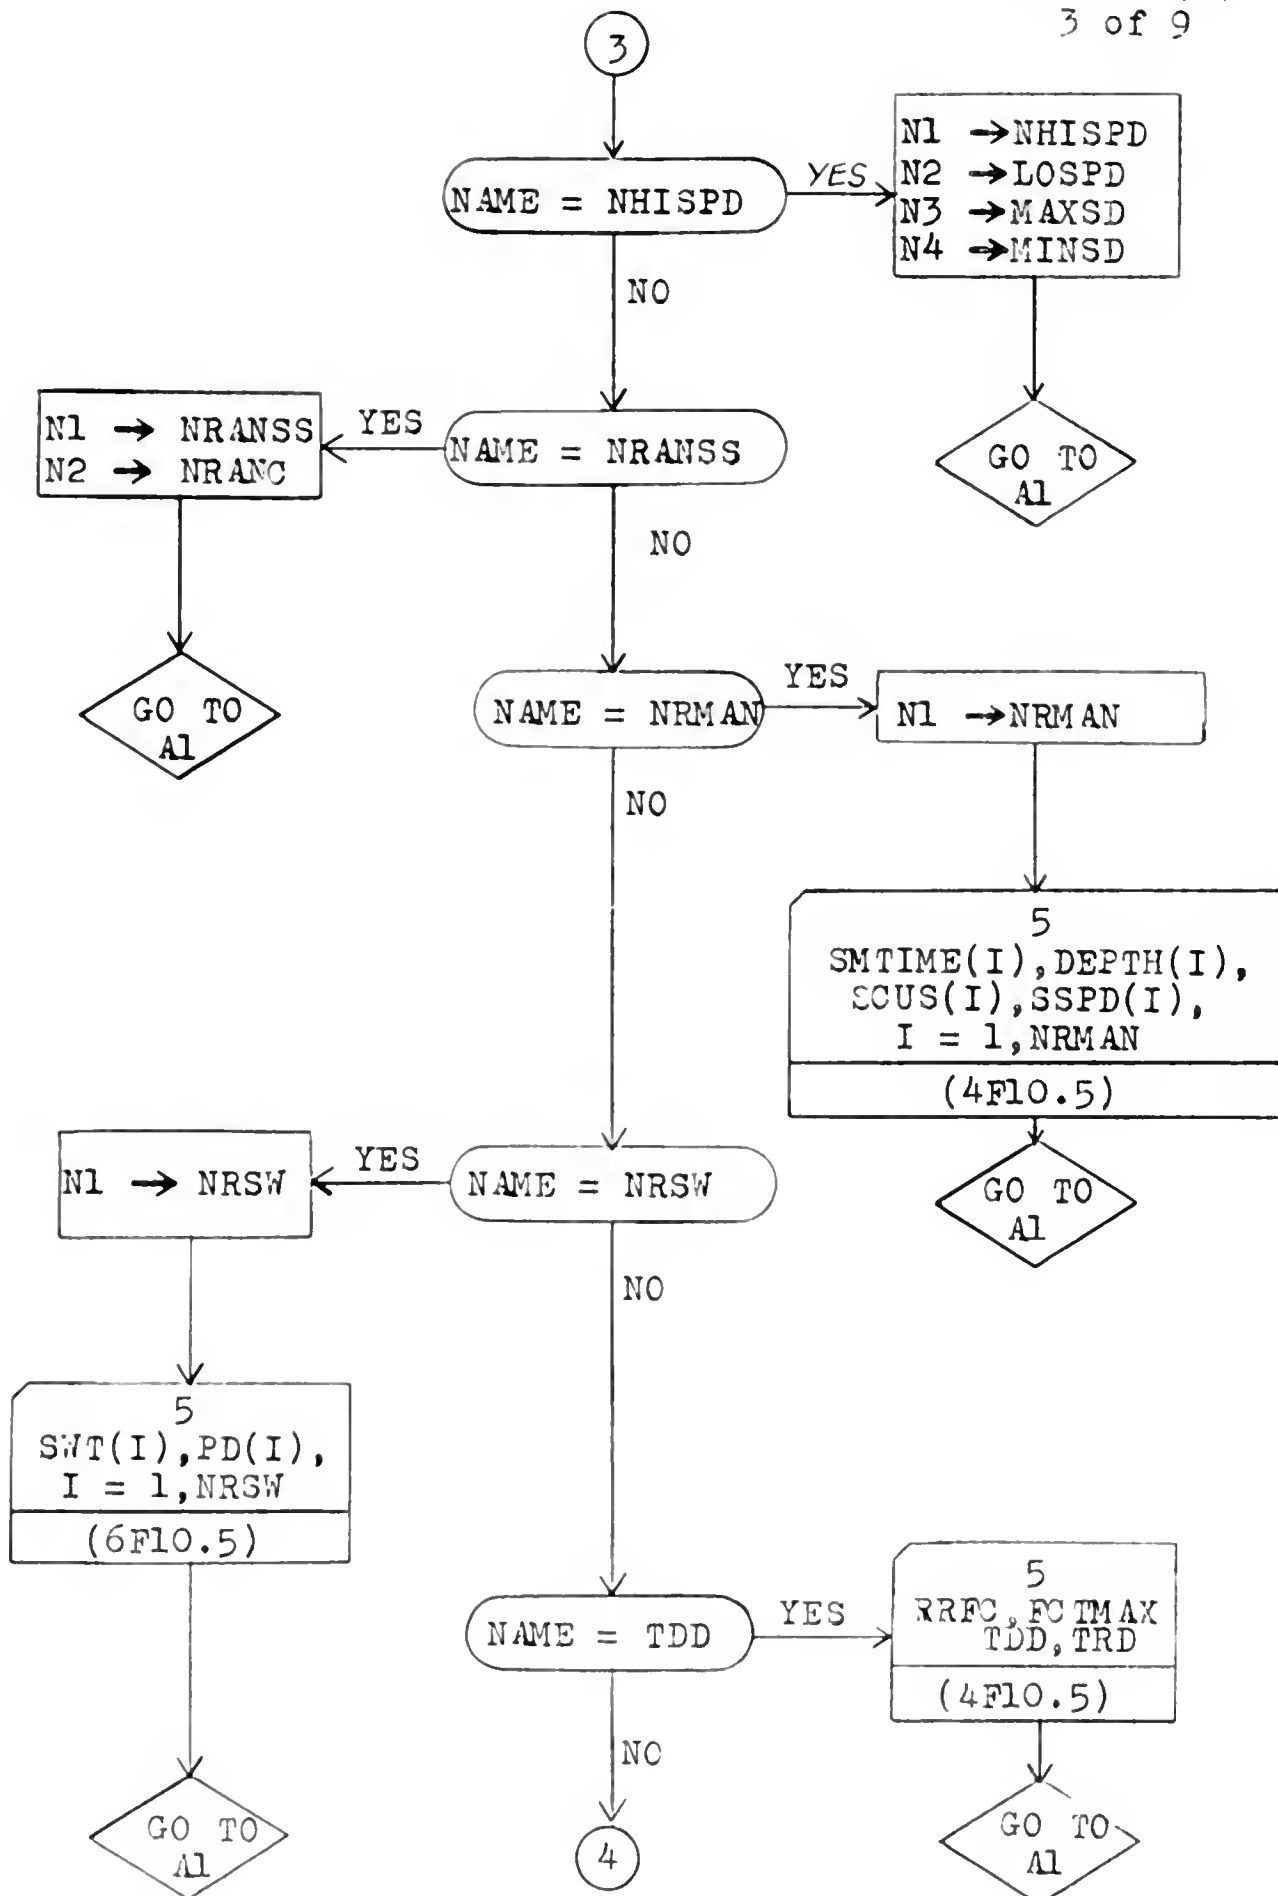 3 of 9
3
NAME = NHISPD
YES
N1 →NHISPD
N2 →LOSPD
N3 →MAXSD
N4 →MINSD
NO
GO TO
A1
NAME = NRANSS
YES
N1 → NRANSS
N2 → NRANC
NO
GO TO
A1
NAME = NRMAN
YES
N1 →NRMAN
NO
5
SMTIME(I),DEPTH(I),
SCUS(I),SSPD(I),
I = 1,NRMAN
(4F10.5)
GO TO
A1
NAME = NRSW
YES
N1 → NRSW
NO
5
SWT(I),PD(I),
I = 1,NRSW
(6F10.5)
GO TO
A1
NAME = TDD
YES
5
RRFC,FCTMAX
TDD,TRD
(4F10.5)
NO
GO TO
A1
4